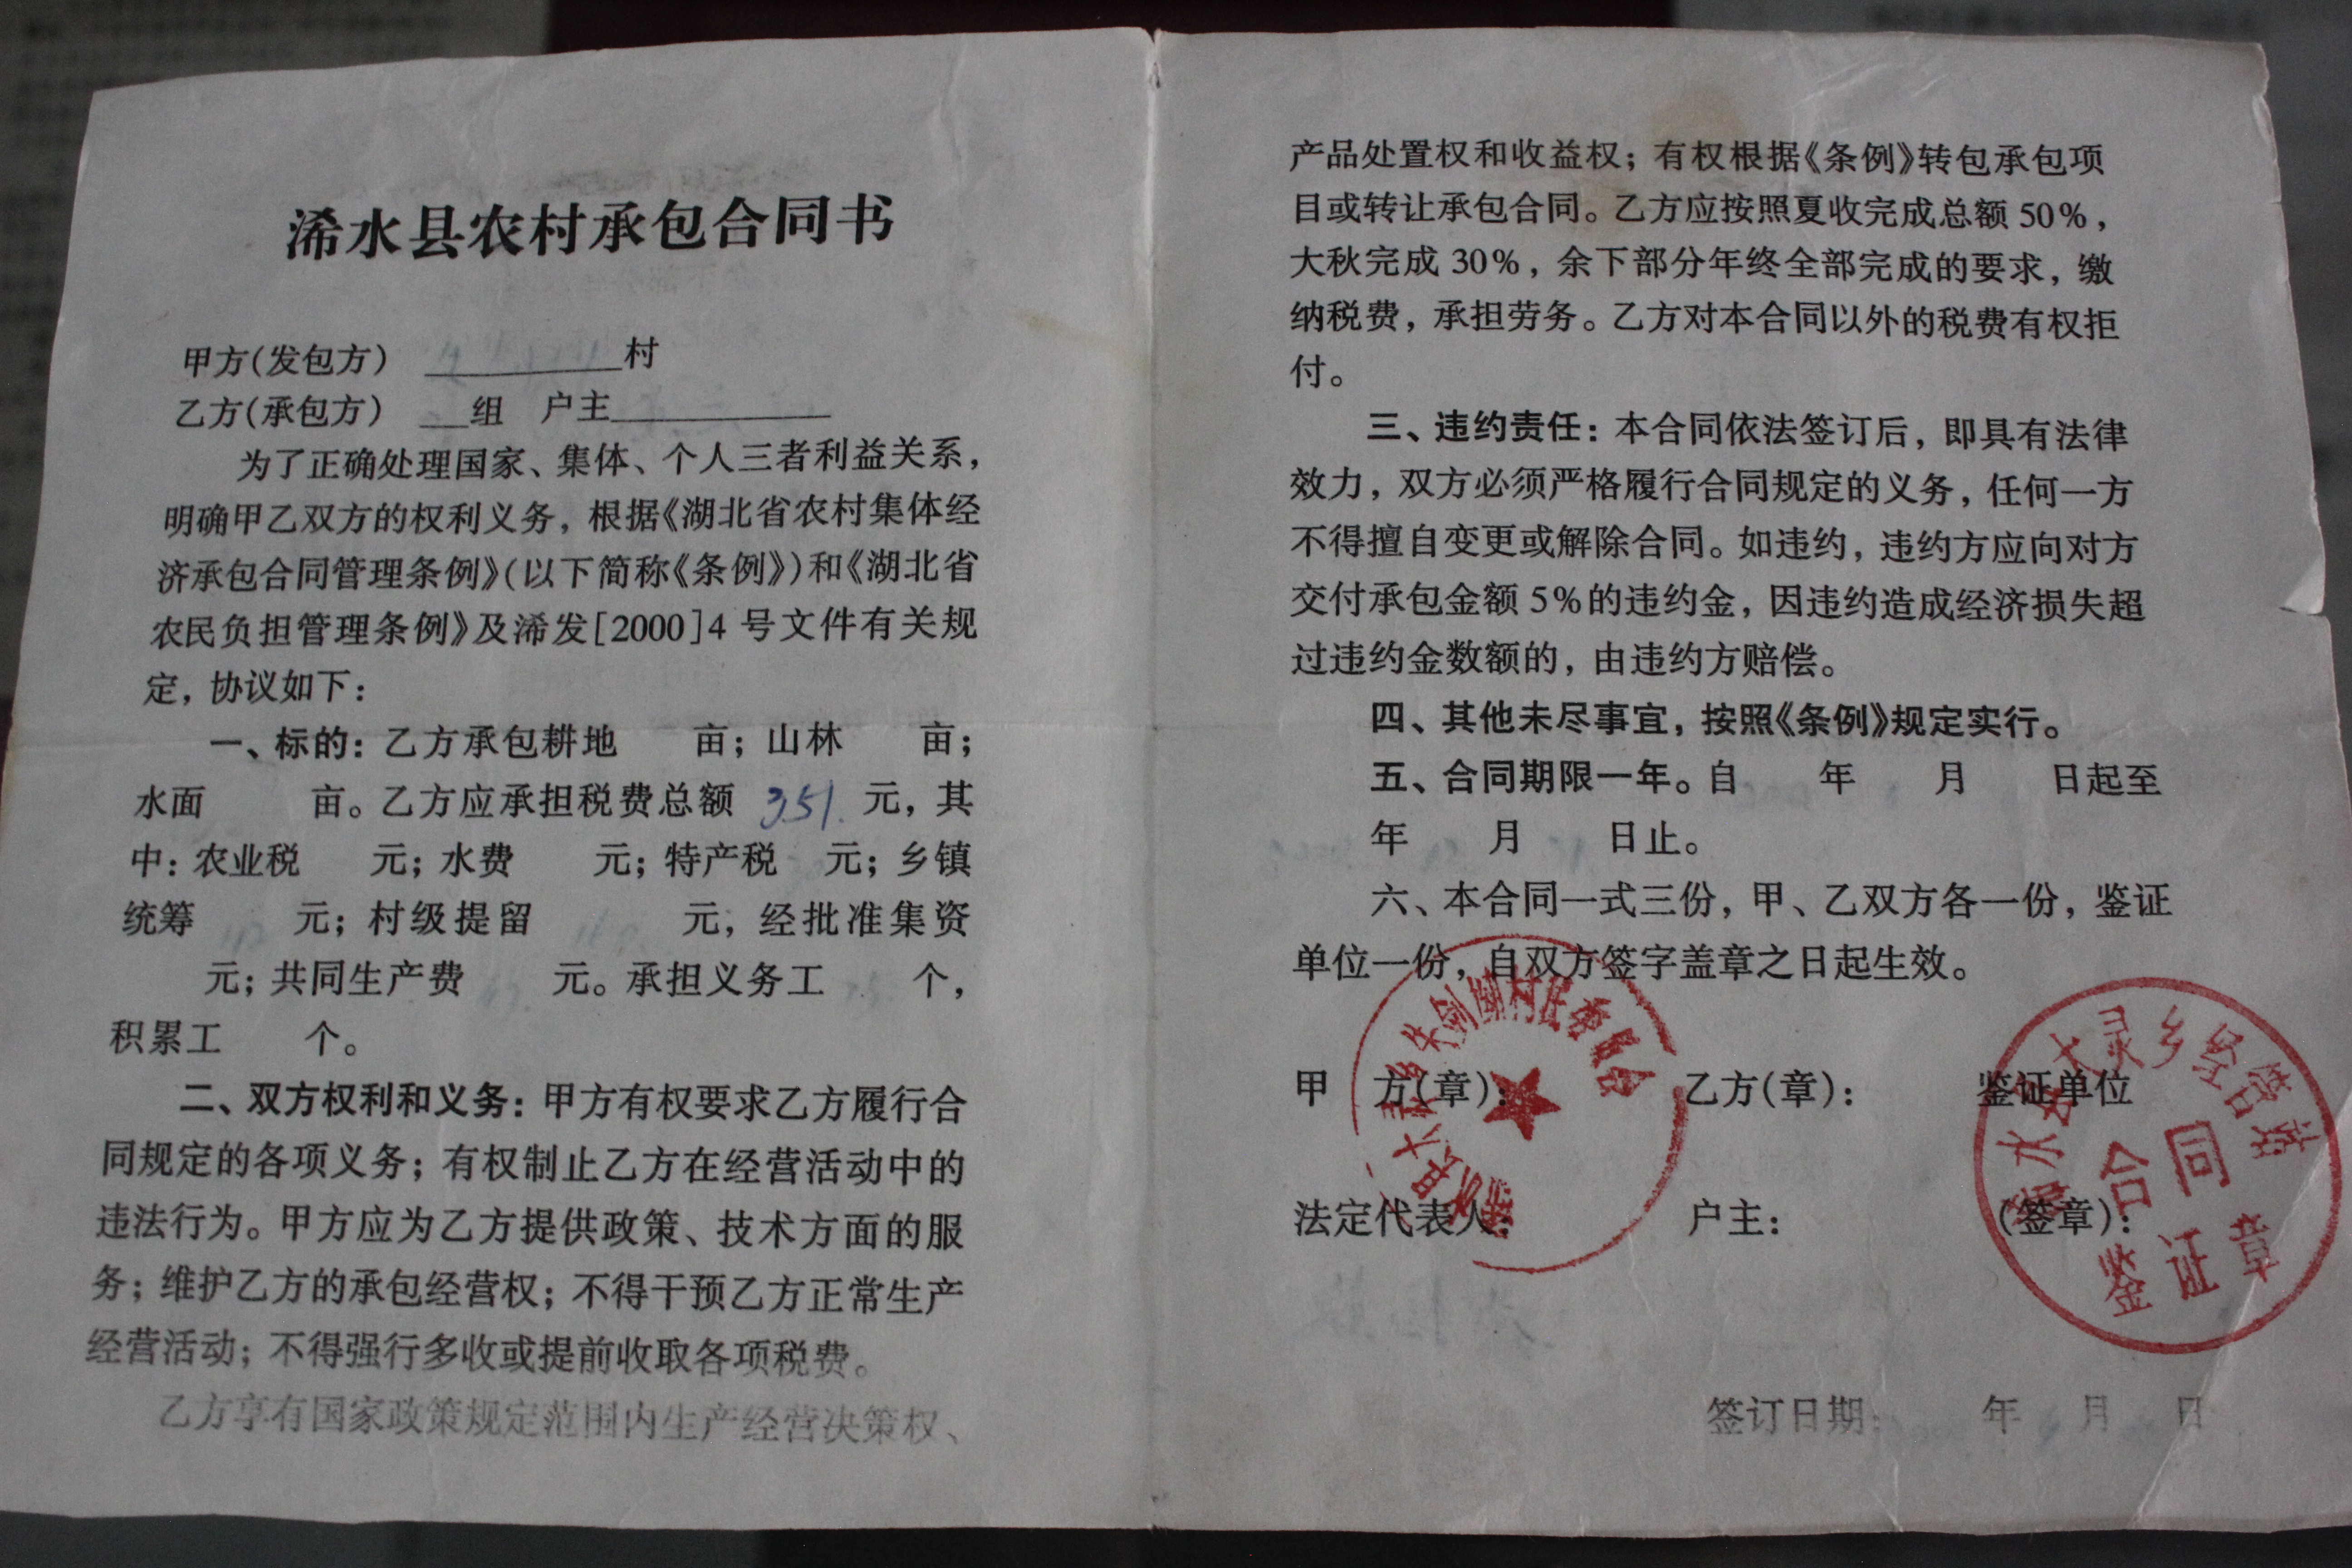 浠水县农村承包合同书
甲方(发包方) 村
乙方(承包方) 组 户主
为了正确处理国家、集体、个人三者利益关系，
明确甲乙双方的权利义务，根据《湖北省农村集体经
济承包合同管理条例》(以下简称《条例》)和《湖北省
农民负担管理条例》及浠发[2000]4号文件有关规
定，协议如下：
一、标的：乙方承包耕地 亩；山林 亩；
水面 亩。乙方应承担税费总额 351. 元，其
中：农业税 元；水费 元；特产税 元；乡镇
统筹 元；村级提留 元，经批准集资
元；共同生产费 元。承担义务工 个，
积累工 个。
二、双方权利和义务：甲方有权要求乙方履行合
同规定的各项义务；有权制止乙方在经营活动中的
违法行为。甲方应为乙方提供政策、技术方面的服
务；维护乙方的承包经营权；不得干预乙方正常生产
经营活动；不得强行多收或提前收取各项税费。
乙方享有国家政策规定范围内生产经营决策权、
产品处置权和收益权；有权根据《条例》转包承包项
目或转让承包合同。乙方应按照夏收完成总额50%，
大秋完成30%，余下部分年终全部完成的要求，缴
纳税费，承担劳务。乙方对本合同以外的税费有权拒
付。
三、违约责任：本合同依法签订后，即具有法律
效力，双方必须严格履行合同规定的义务，任何一方
不得擅自变更或解除合同。如违约，违约方应向对方
交付承包金额5%的违约金，因违约造成经济损失超
过违约金数额的，由违约方赔偿。
四、其他未尽事宜，按照《条例》规定实行。
五、合同期限一年。自 年 月 日起至
年 月 日止。
六、本合同一式三份，甲、乙双方各一份，鉴证
单位一份，自双方签字盖章之日起生效。
甲 方(章)： 乙方(章)： 鉴证单位
法定代表人： 户主： (签章)：
村民委员会
浠水县大灵乡经管站
合同
鉴证章
签订日期： 年 月 日